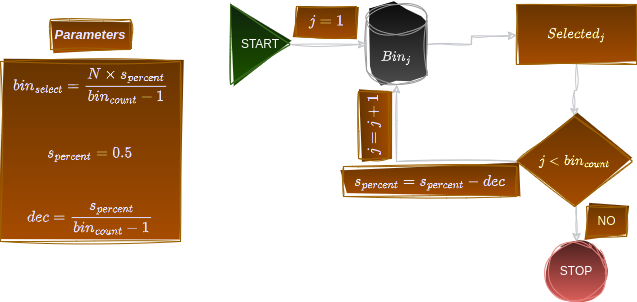 Parameters
bin_{select} = \frac{N × s_{percent}}{bin_{count} − 1}
s_{percent} = 0.5
dec = \frac{s_{percent}}{bin_{count} − 1}
START
j = 1
Bin_j
Selected_j
j = j + 1
j < bin_{count}
s_{percent} = s_{percent} − dec
NO
STOP